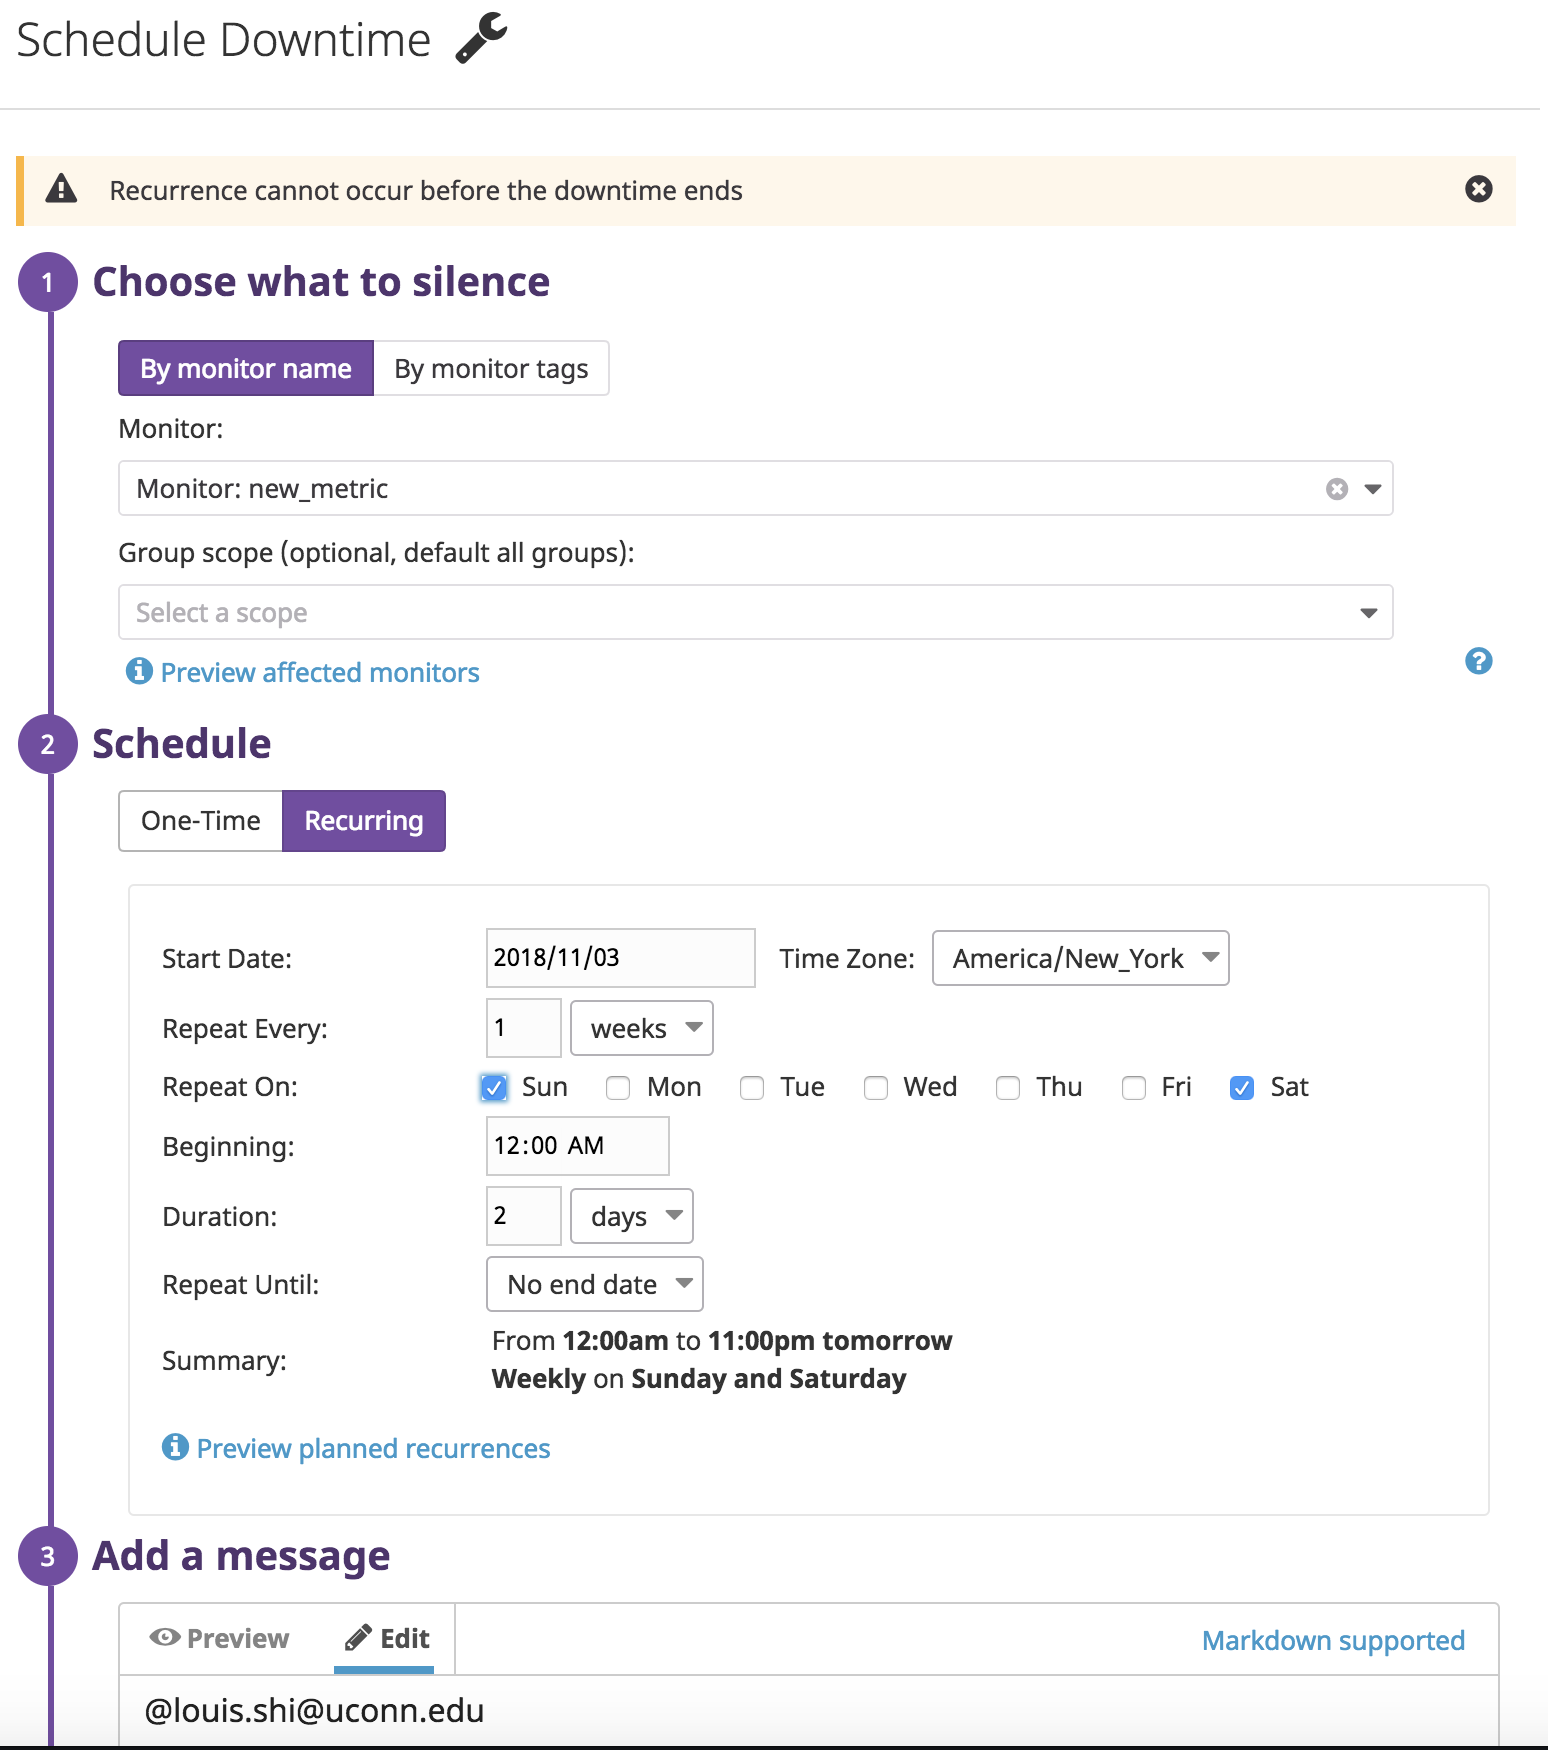 Schedule Downtime
Recurrence cannot occur before the downtime ends
1 Choose what to silence
By monitor name By monitor tags
Monitor:
Monitor: new_metric
Group scope (optional, default all groups):
Select a scope
Preview affected monitors
2 Schedule
One-Time Recurring
Start Date: 2018/11/03 Time Zone: America/New_York
Repeat Every: 1 weeks
Repeat On: Sun Mon Tue Wed Thu Fri Sat
Beginning: 12:00 AM
Duration: 2 days
Repeat Until: No end date
Summary: From 12:00am to 11:00pm tomorrow
Weekly on Sunday and Saturday
Preview planned recurrences
3 Add a message
Preview Edit Markdown supported
@louis.shi@uconn.edu